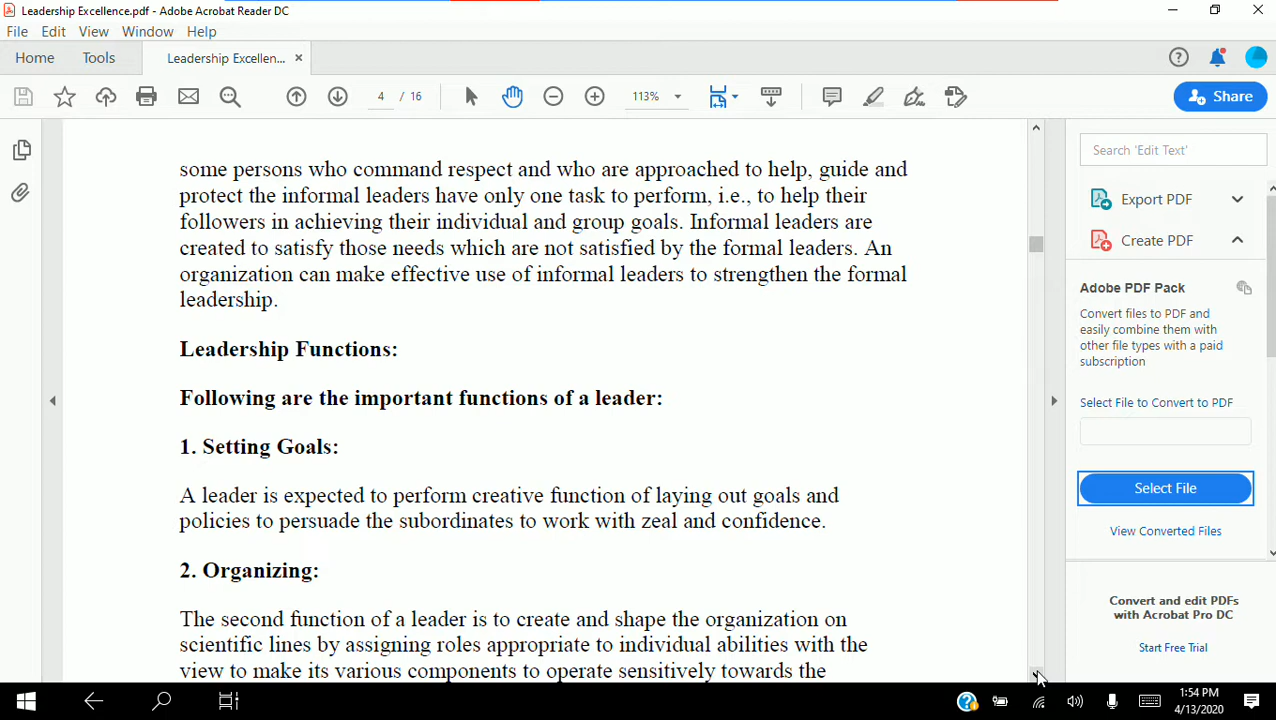 Leadership Excellence.pdf - Adobe Acrobat Reader DC
File Edit View Window Help
Home Tools Leadership Excellen... ×
4 / 16 113% Share
some persons who command respect and who are approached to help, guide and
protect the informal leaders have only one task to perform, i.e., to help their
followers in achieving their individual and group goals. Informal leaders are
created to satisfy those needs which are not satisfied by the formal leaders. An
organization can make effective use of informal leaders to strengthen the formal
leadership.
Leadership Functions:
Following are the important functions of a leader:
1. Setting Goals:
A leader is expected to perform creative function of laying out goals and
policies to persuade the subordinates to work with zeal and confidence.
2. Organizing:
The second function of a leader is to create and shape the organization on
scientific lines by assigning roles appropriate to individual abilities with the
view to make its various components to operate sensitively towards the
Search 'Edit Text'
Export PDF
Create PDF
Adobe PDF Pack
Convert files to PDF and
easily combine them with
other file types with a paid
subscription
Select File to Convert to PDF
Select File
View Converted Files
Convert and edit PDFs
with Acrobat Pro DC
Start Free Trial
1:54 PM
4/13/2020